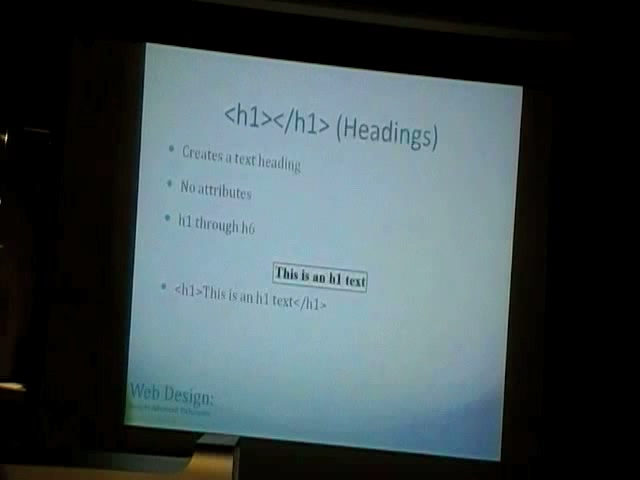 <h1></h1> (Headings)
• Creates a text heading
• No attributes
• h1 through h6
This is an h1 text
• <h1>This is an h1 text</h1>
Web Design: